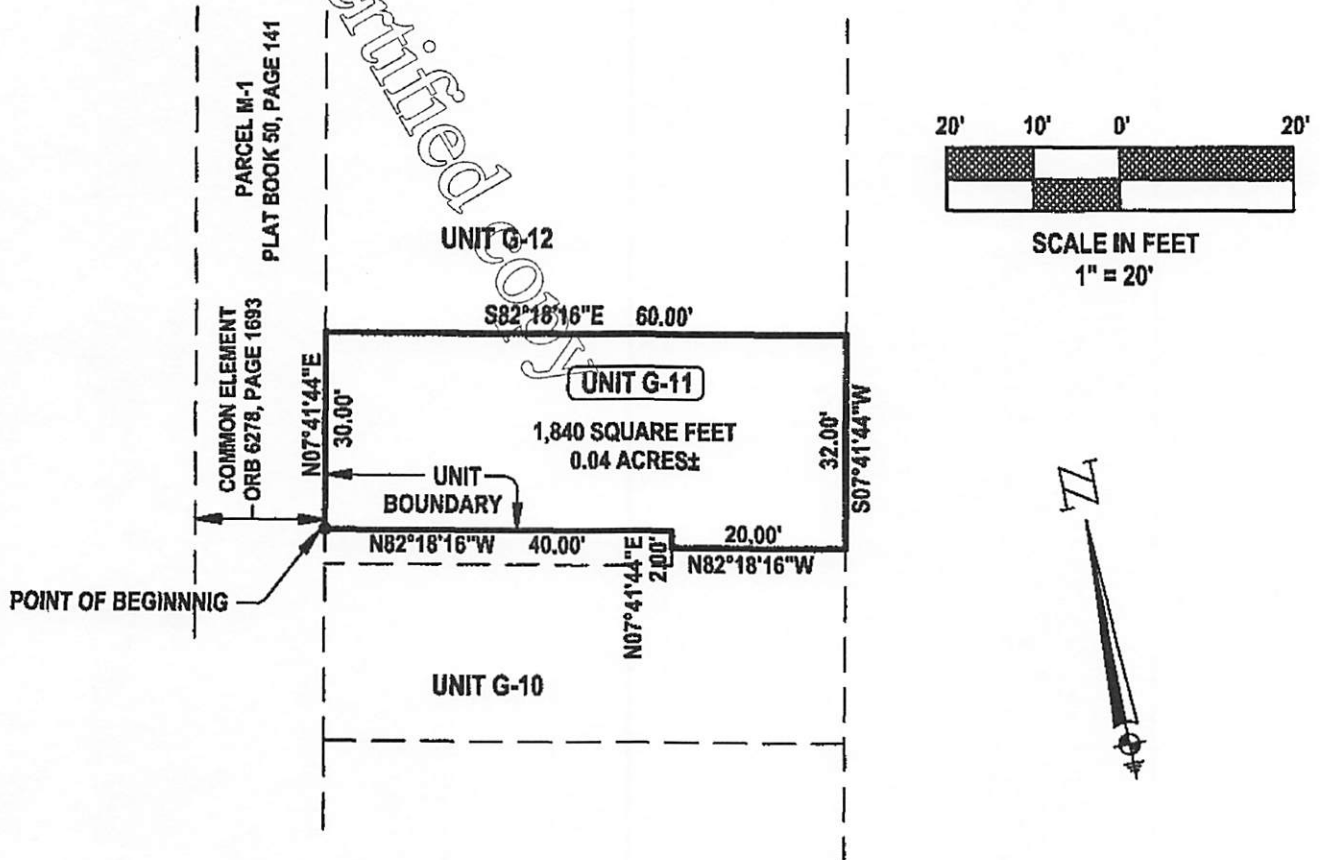 PARCEL M-1
PLAT BOOK 50, PAGE 141
ertified Copy
20' 10' 0' 20'
SCALE IN FEET
1" = 20'
UNIT G-12
COMMON ELEMENT
ORB 6278, PAGE 1693
S82°18'16"E 60.00'
N07°41'44"E
30.00'
UNIT G-11
1,840 SQUARE FEET
0.04 ACRES±
32.00'
S07°41'44"W
UNIT
BOUNDARY
N82°18'16"W 40.00'
N07°41'44"E
2.00'
20.00'
N82°18'16"W
POINT OF BEGINNNIG
UNIT G-10
N